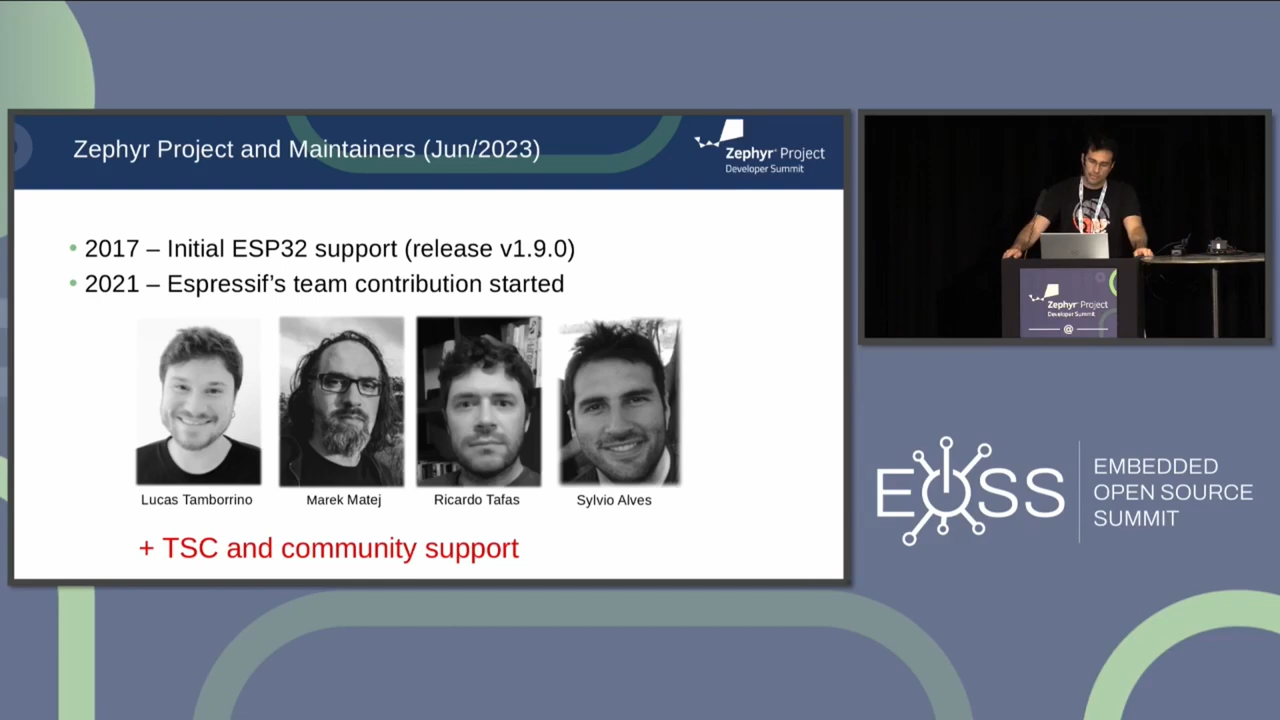 Zephyr Project and Maintainers (Jun/2023)
Zephyr® Project
Developer Summit
• 2017 – Initial ESP32 support (release v1.9.0)
• 2021 – Espressif’s team contribution started
Lucas Tamborrino
Marek Matej
Ricardo Tafas
Sylvio Alves
+ TSC and community support
Zephyr® Project
Developer Summit
@
EOSS
EMBEDDED
OPEN SOURCE
SUMMIT